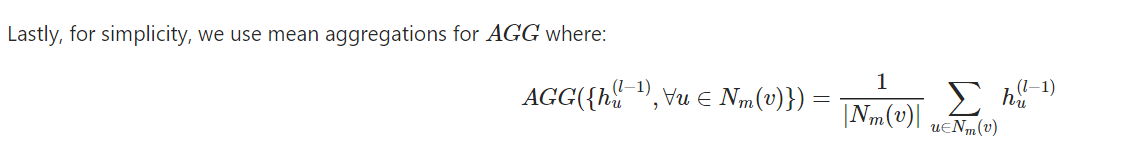 Lastly, for simplicity, we use mean aggregations for AGG where:
AGG({h_u^{(l−1)}, ∀u ∈ N_m(v)}) = \frac{1}{|N_m(v)|} \sum_{u∈N_m(v)} h_u^{(l−1)}